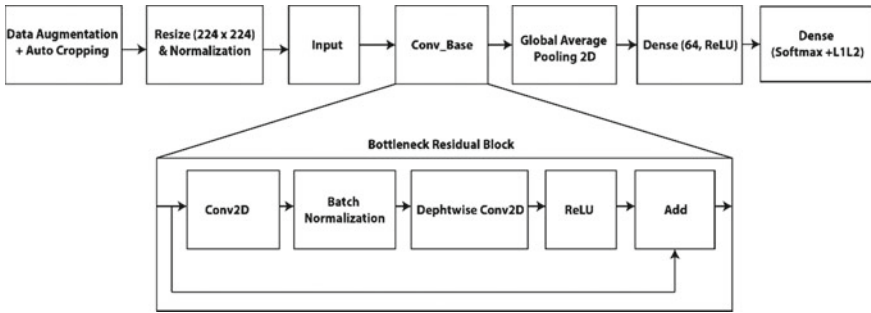 Data Augmentation
+ Auto Cropping
Resize (224 x 224)
& Normalization
Input
Conv_Base
Global Average
Pooling 2D
Dense (64, ReLU)
Dense
(Softmax +L1L2)
Bottleneck Residual Block
Conv2D
Batch
Normalization
Dephtwise Conv2D
ReLU
Add